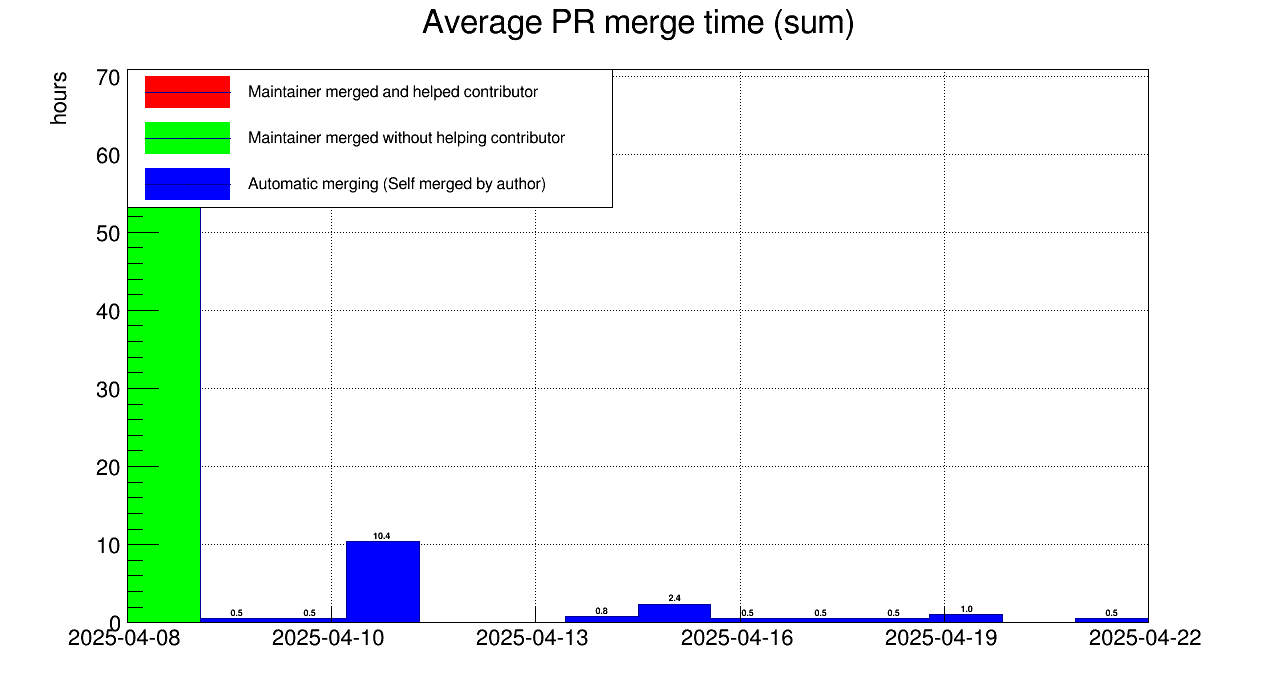 Average PR merge time (sum)
hours
70
60
50
40
30
20
10
0
Maintainer merged and helped contributor
Maintainer merged without helping contributor
Automatic merging (Self merged by author)
0.5 0.5 10.4 0.8 2.4 0.5 0.5 0.5 1.0 0.5
2025-04-08 2025-04-10 2025-04-13 2025-04-16 2025-04-19 2025-04-22